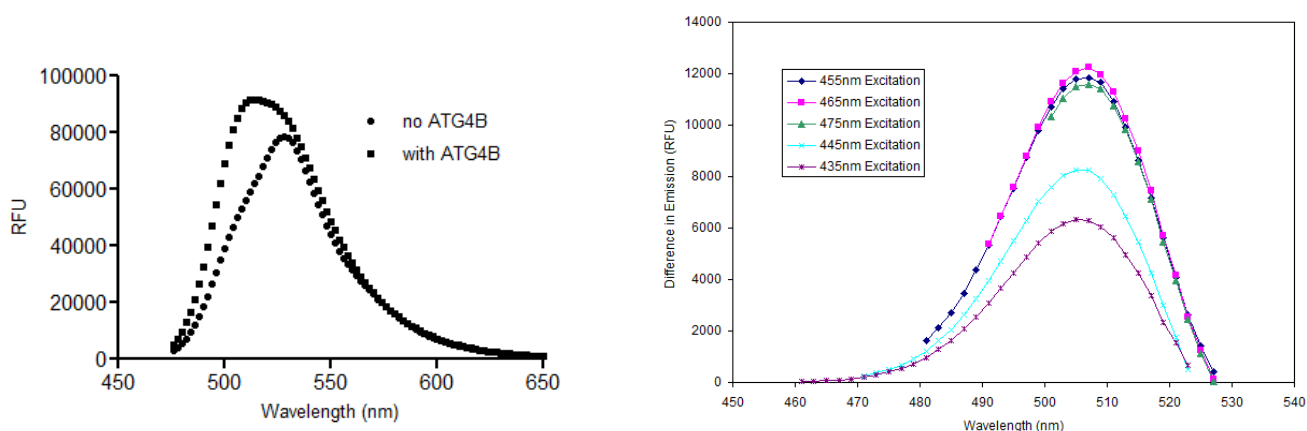 100000
80000
60000
40000
20000
0
RFU
450 500 550 600 650
Wavelength (nm)
no ATG4B
with ATG4B
14000
12000
10000
8000
6000
4000
2000
0
Difference in Emission (RFU)
455nm Excitation
465nm Excitation
475nm Excitation
445nm Excitation
435nm Excitation
450 460 470 480 490 500 510 520 530 540
Wavelength (nm)